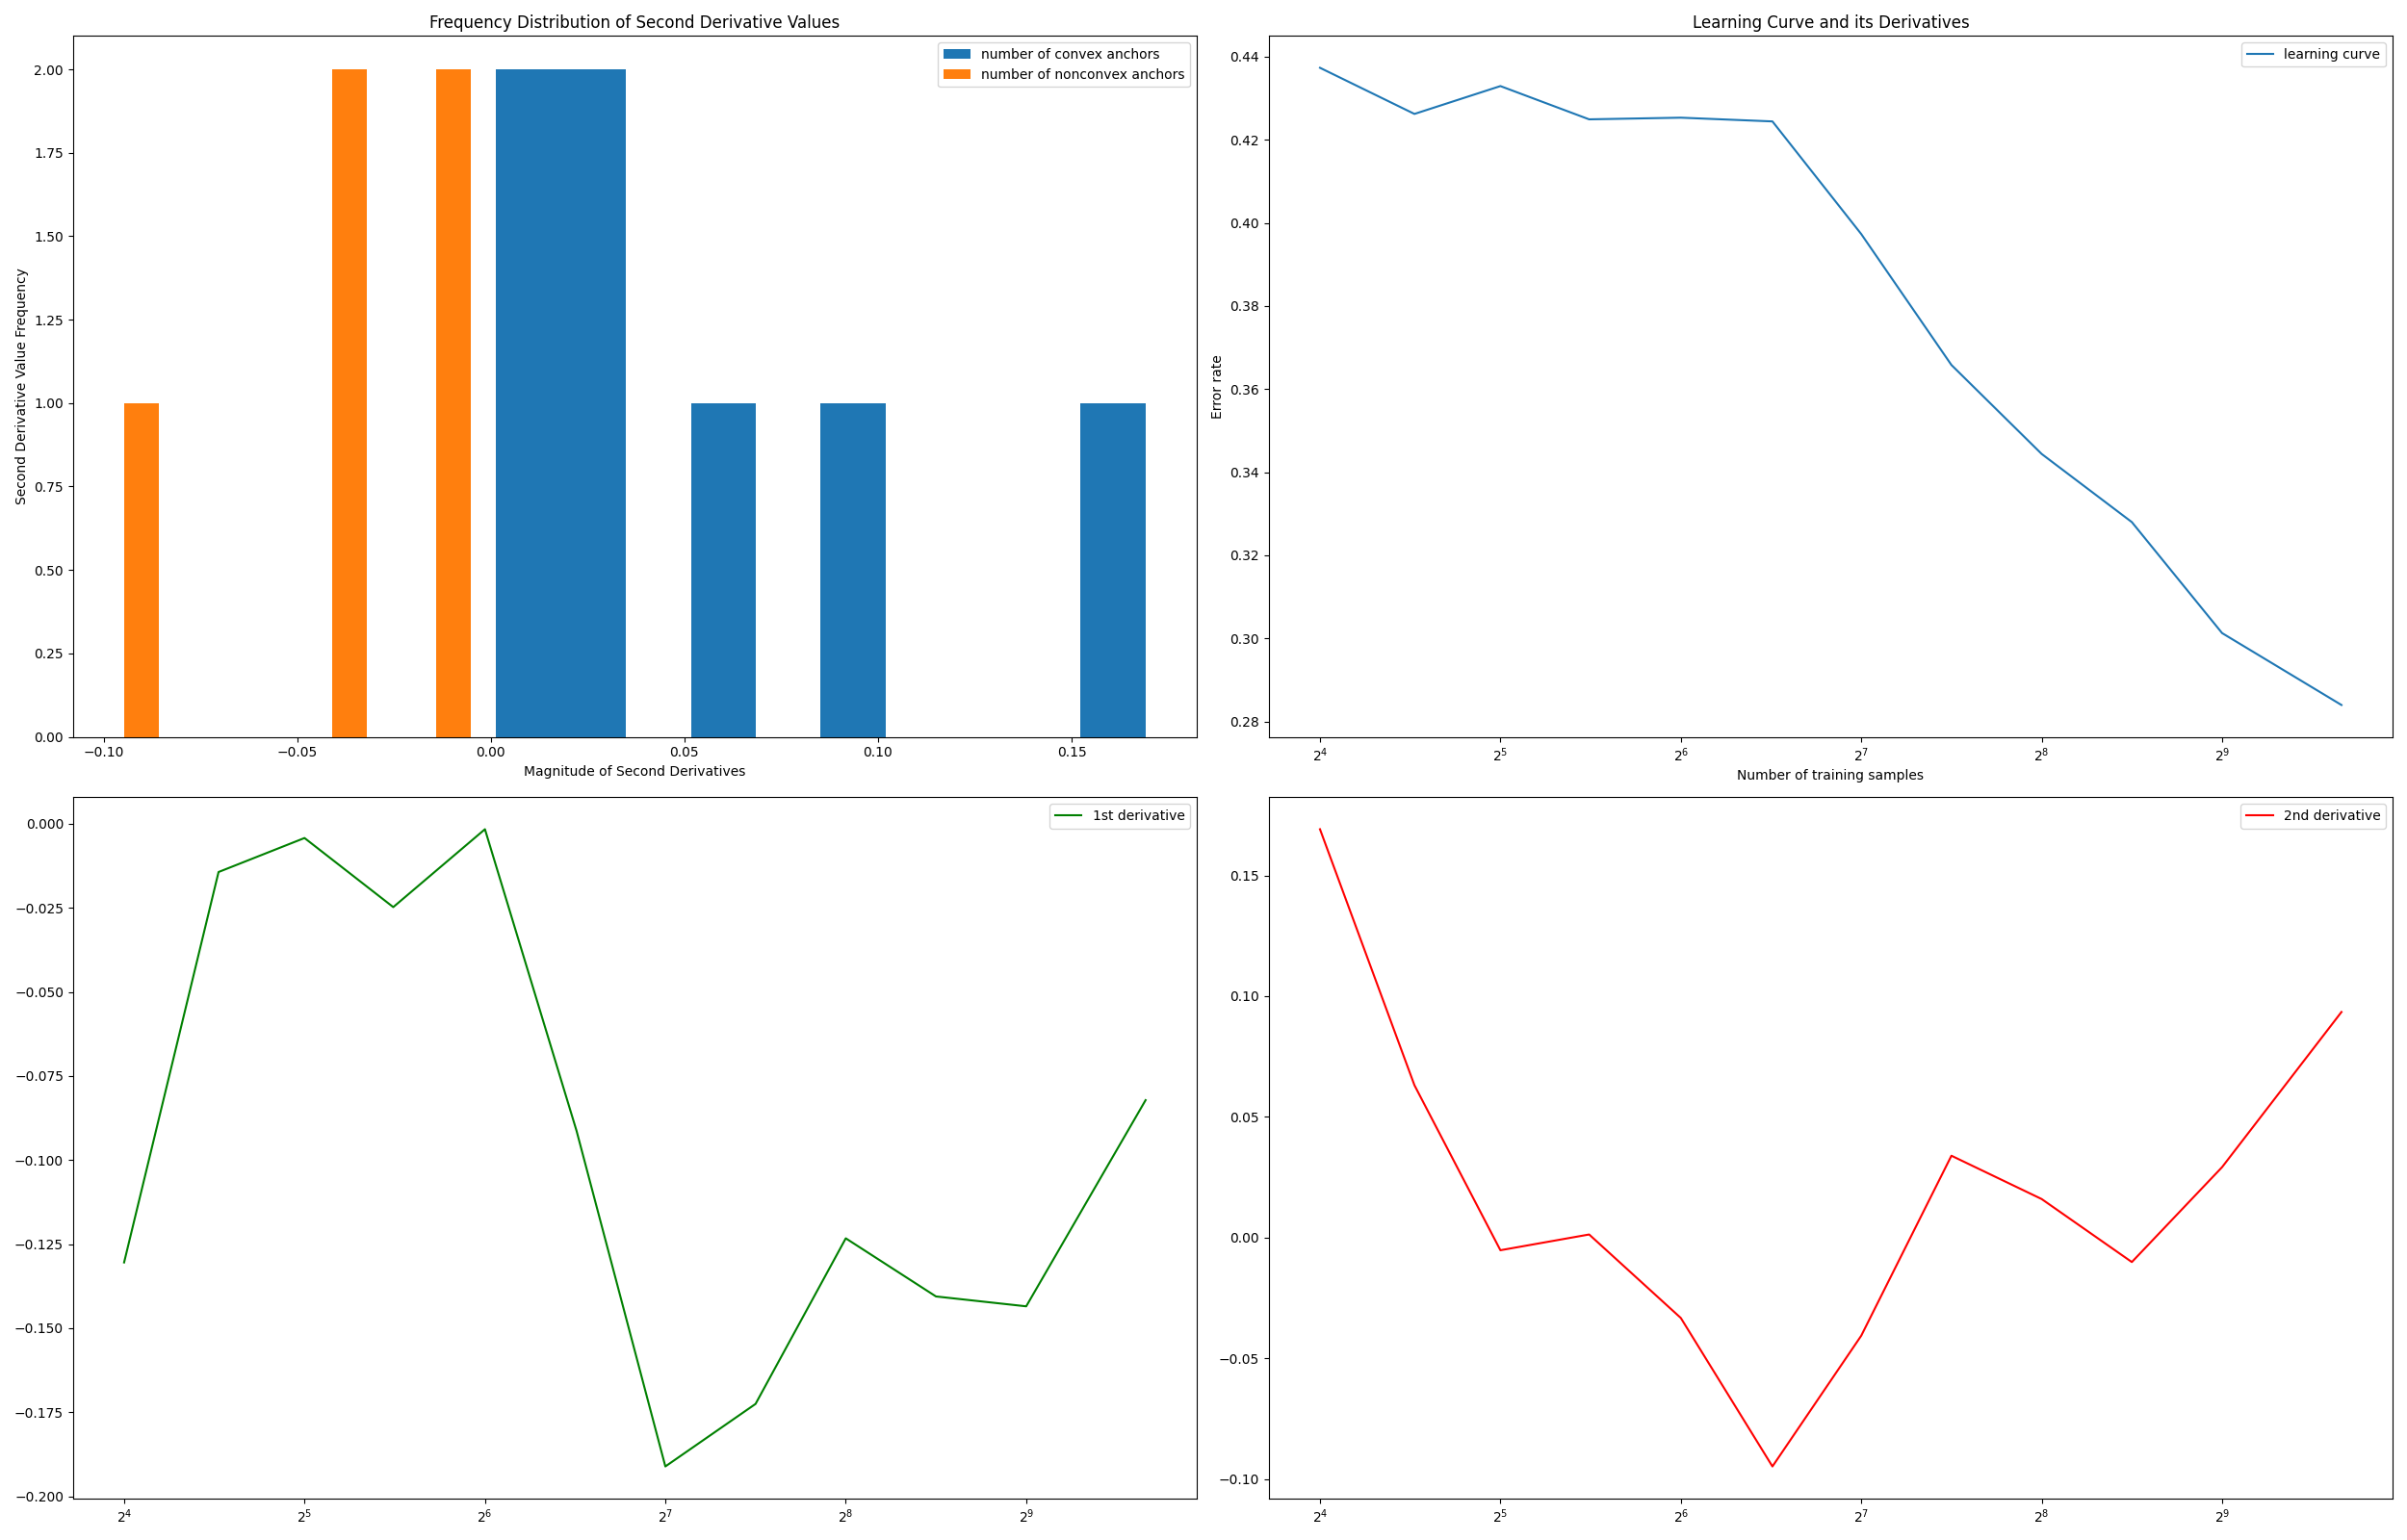 Frequency Distribution of Second Derivative Values
number of convex anchors
number of nonconvex anchors
Second Derivative Value Frequency
2.00
1.75
1.50
1.25
1.00
0.75
0.50
0.25
0.00
−0.10 −0.05 0.00 0.05 0.10 0.15
Magnitude of Second Derivatives
Learning Curve and its Derivatives
learning curve
Error rate
0.44
0.42
0.40
0.38
0.36
0.34
0.32
0.30
0.28
2⁴ 2⁵ 2⁶ 2⁷ 2⁸ 2⁹
Number of training samples
1st derivative
0.000
−0.025
−0.050
−0.075
−0.100
−0.125
−0.150
−0.175
−0.200
2⁴ 2⁵ 2⁶ 2⁷ 2⁸ 2⁹
2nd derivative
0.15
0.10
0.05
0.00
−0.05
−0.10
2⁴ 2⁵ 2⁶ 2⁷ 2⁸ 2⁹